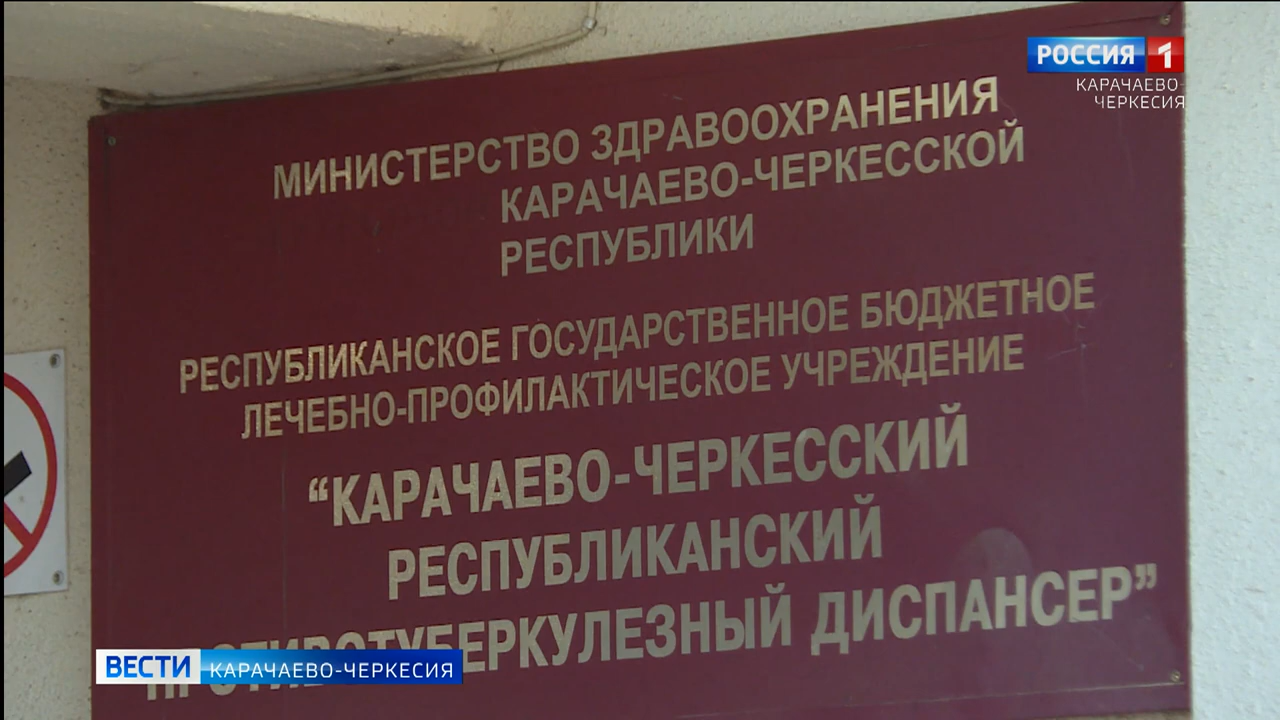 РОССИЯ 1
КАРАЧАЕВО-
ЧЕРКЕСИЯ
МИНИСТЕРСТВО ЗДРАВООХРАНЕНИЯ
КАРАЧАЕВО-ЧЕРКЕССКОЙ
РЕСПУБЛИКИ
РЕСПУБЛИКАНСКОЕ ГОСУДАРСТВЕННОЕ БЮДЖЕТНОЕ
ЛЕЧЕБНО-ПРОФИЛАКТИЧЕСКОЕ УЧРЕЖДЕНИЕ
“КАРАЧАЕВО-ЧЕРКЕССКИЙ
РЕСПУБЛИКАНСКИЙ
ПРОТИВОТУБЕРКУЛЕЗНЫЙ ДИСПАНСЕР”
ВЕСТИ КАРАЧАЕВО-ЧЕРКЕСИЯ